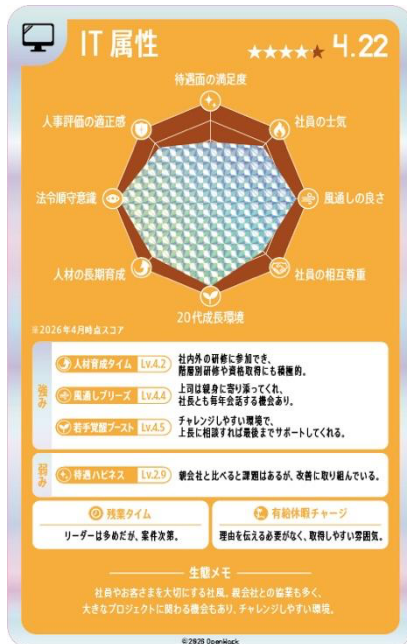 IT 属性
★★★★★ 4.22
待遇面の満足度
人事評価の適正感
社員の士気
法令順守意識
風通しの良さ
人材の長期育成
社員の相互尊重
20代成長環境
※2026年4月時点スコア
強み
人材育成タイム Lv.4.2
社内外の研修に参加でき、
階層別研修や資格取得にも積極的。
風通しブリーズ Lv.4.4
上司は親身に寄り添ってくれ、
社長とも毎年会話する機会あり。
若手覚醒ブースト Lv.4.5
チャレンジしやすい環境で、
上長に相談すれば最後までサポートしてくれる。
弱み
待遇ハピネス Lv.2.9
親会社と比べると課題はあるが、改善に取り組んでいる。
残業タイム
リーダーは多めだが、案件次第。
有給休暇チャージ
理由を伝える必要がなく、取得しやすい雰囲気。
生態メモ
社員やお客さまを大切にする社風。親会社との協業も多く、
大きなプロジェクトに関わる機会もあり、チャレンジしやすい環境。
©2026 OpenWork